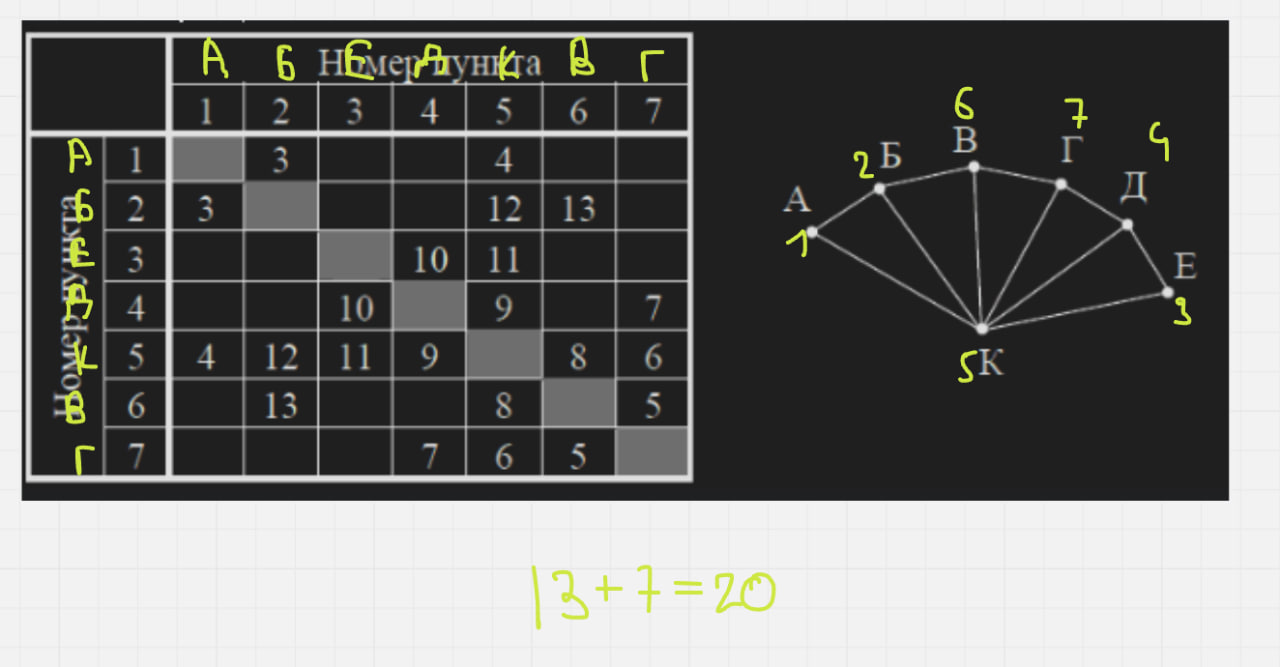 А Б Е Д К В Г
Номер пункта
1 2 3 4 5 6 7
Номер пункта
А 1 3 4
Б 2 3 12 13
Е 3 10 11
Д 4 10 9 7
К 5 4 12 11 9 8 6
В 6 13 8 5
Г 7 7 6 5
6
В
7
Г
4
Д
2 Б
А
1
Е
3
5 К
13+7=20